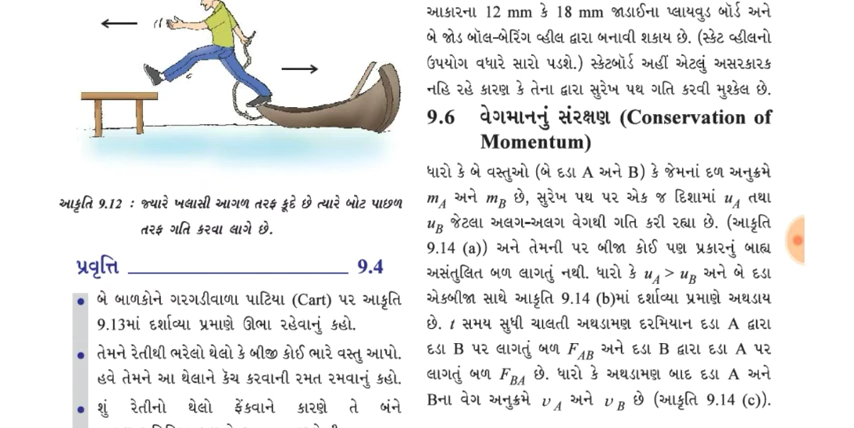 આકૃતિ 9.12 : જ્યારે ખલાસી આગળ તરફ કૂદે છે ત્યારે બોટ પાછળ
તરફ ગતિ કરવા લાગે છે.
પ્રવૃત્તિ 9.4
• બે બાળકોને ગરગડીવાળા પાટિયા (Cart) પર આકૃતિ
9.13માં દર્શાવ્યા પ્રમાણે ઊભા રહેવાનું કહો.
• તેમને રેતીથી ભરેલો થેલો કે બીજી કોઈ ભારે વસ્તુ આપો.
હવે તેમને આ થેલાને કૅચ કરવાની રમત રમવાનું કહો.
• શું રેતીનો થેલો ફેંકવાને કારણે તે બંને
આકારના 12 mm કે 18 mm જાડાઈના પ્લાયવુડ બોર્ડ અને
બે જોડ બૉલ-બેરિંગ વ્હીલ દ્વારા બનાવી શકાય છે. (સ્કેટ વ્હીલનો
ઉપયોગ વધારે સારો પડશે.) સ્કેટબૉર્ડ અહીં એટલું અસરકારક
નહિ રહે કારણ કે તેના દ્વારા સુરેખ પથ ગતિ કરવી મુશ્કેલ છે.
9.6 વેગમાનનું સંરક્ષણ (Conservation of
Momentum)
ધારો કે બે વસ્તુઓ (બે દડા A અને B) કે જેમનાં દળ અનુક્રમે
m_A અને m_B છે, સુરેખ પથ પર એક જ દિશામાં u_A તથા
u_B જેટલા અલગ-અલગ વેગથી ગતિ કરી રહ્યા છે. (આકૃતિ
9.14 (a)) અને તેમની પર બીજા કોઈ પણ પ્રકારનું બાહ્ય
અસંતુલિત બળ લાગતું નથી. ધારો કે u_A > u_B અને બે દડા
એકબીજા સાથે આકૃતિ 9.14 (b)માં દર્શાવ્યા પ્રમાણે અથડાય
છે. t સમય સુધી ચાલતી અથડામણ દરમિયાન દડા A દ્વારા
દડા B પર લાગતું બળ F_AB અને દડા B દ્વારા દડા A પર
લાગતું બળ F_BA છે. ધારો કે અથડામણ બાદ દડા A અને
Bના વેગ અનુક્રમે v_A અને v_B છે (આકૃતિ 9.14 (c)).